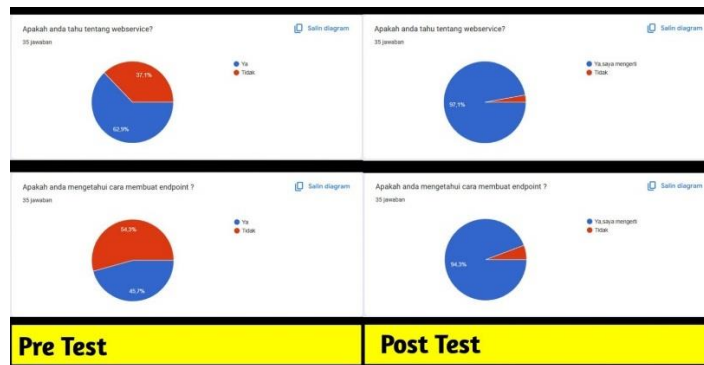 Apakah anda tahu tentang webservice?
Salin diagram
35 jawaban
Ya
Tidak
37,1%
62,9%
Apakah anda tahu tentang webservice?
Salin diagram
35 jawaban
Ya,saya mengerti
Tidak
97,1%
Apakah anda mengetahui cara membuat endpoint ?
Salin diagram
35 jawaban
Ya
Tidak
54,3%
45,7%
Apakah anda mengetahui cara membuat endpoint ?
Salin diagram
35 jawaban
Ya,saya mengerti
Tidak
94,3%
Pre Test
Post Test